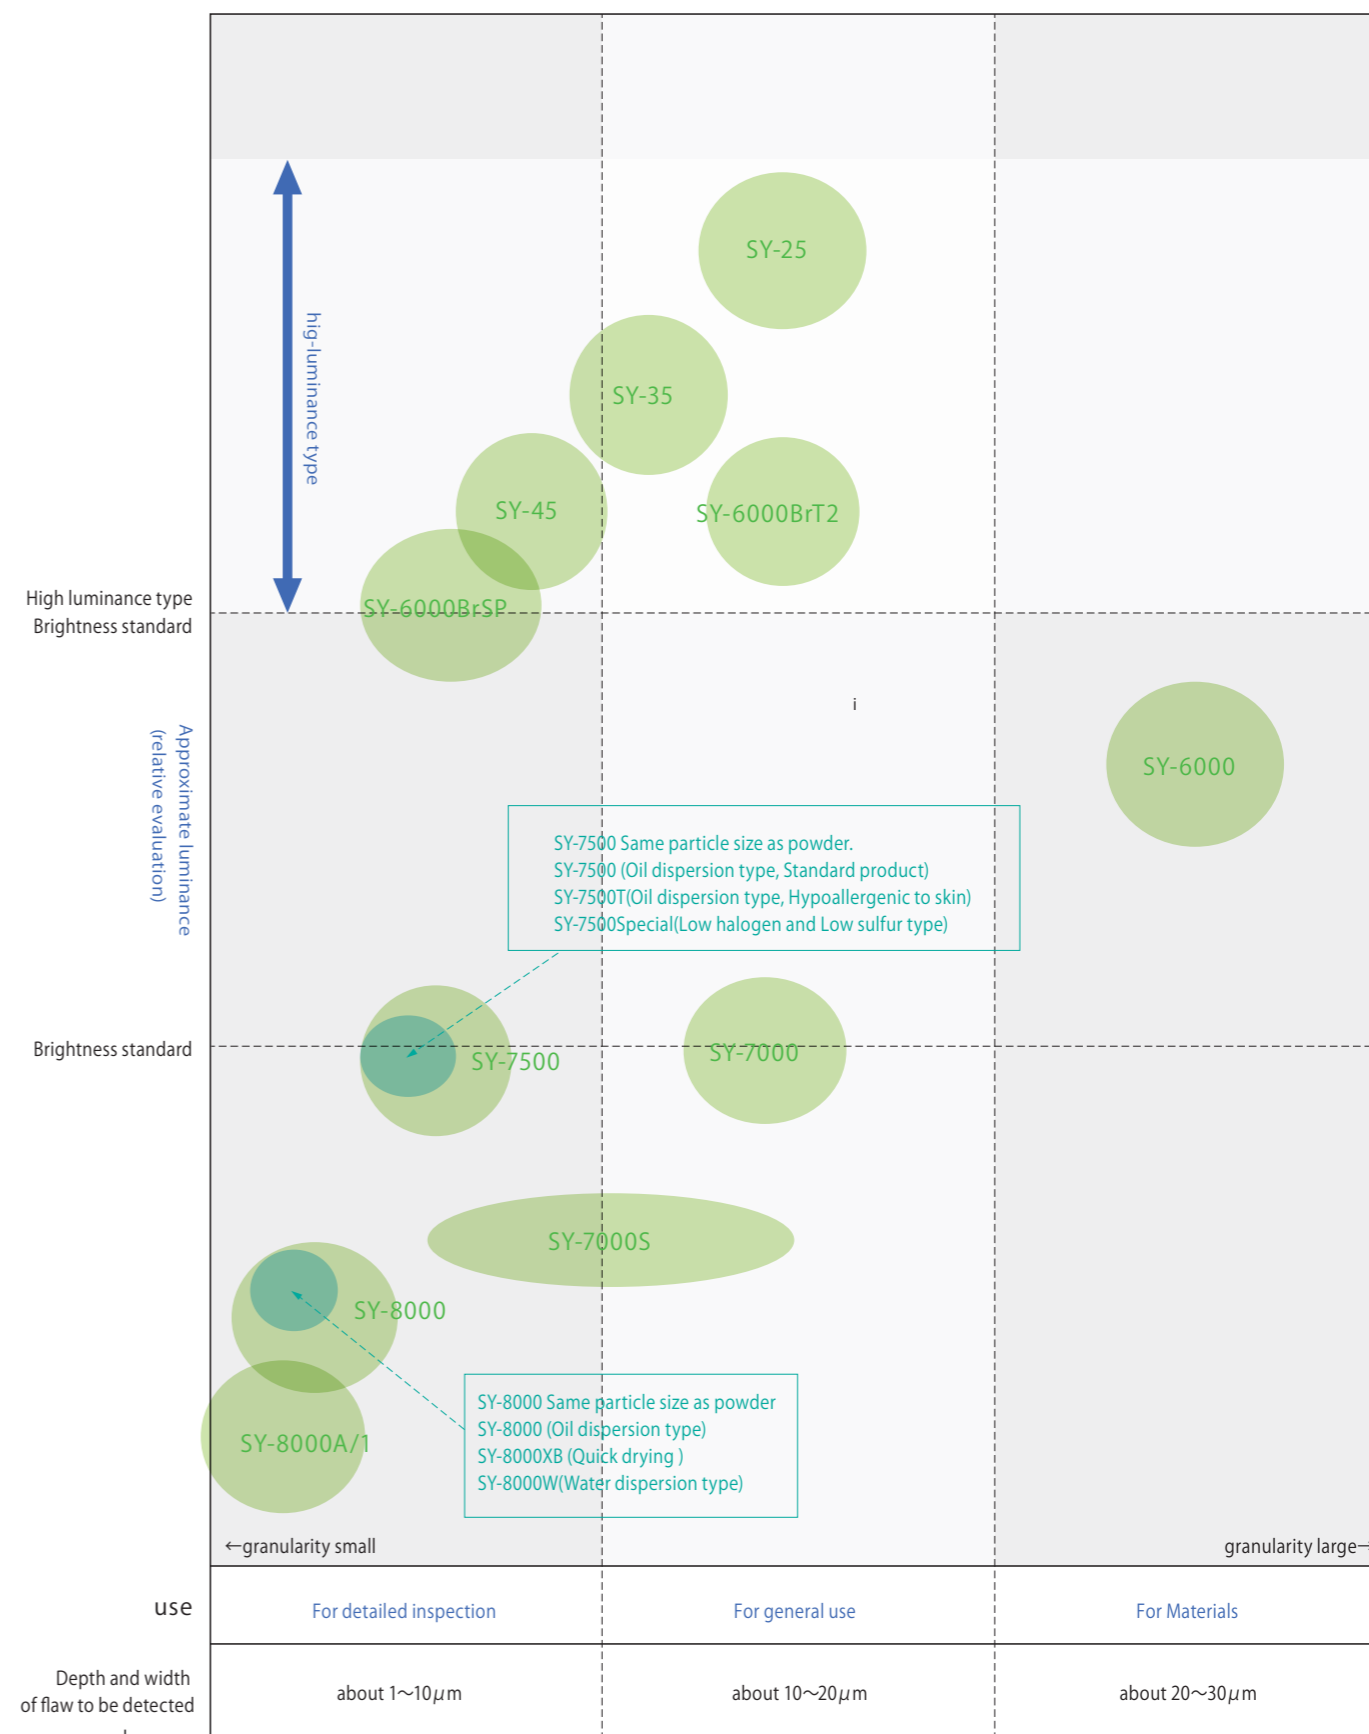 SY-25
hig-luminance type
SY-35
SY-45
SY-6000BrT2
High luminance type
Brightness standard
SY-6000BrSP
i
Approximate luminance
(relative evaluation)
SY-6000
SY-7500 Same particle size as powder.
SY-7500 (Oil dispersion type, Standard product)
SY-7500T(Oil dispersion type, Hypoallergenic to skin)
SY-7500Special(Low halogen and Low sulfur type)
Brightness standard
SY-7500
SY-7000
SY-7000S
SY-8000
SY-8000 Same particle size as powder
SY-8000 (Oil dispersion type)
SY-8000XB (Quick drying )
SY-8000W(Water dispersion type)
SY-8000A/1
←granularity small
granularity large→
use
For detailed inspection
For general use
For Materials
Depth and width
of flaw to be detected
about 1~10μm
about 10~20μm
about 20~30μm